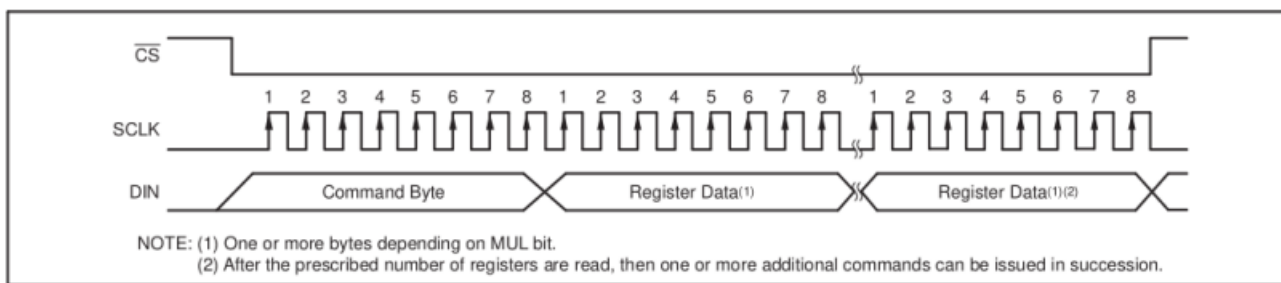 CS
1 2 3 4 5 6 7 8 1 2 3 4 5 6 7 8 1 2 3 4 5 6 7 8
SCLK
DIN Command Byte Register Data(1) Register Data(1)(2)
NOTE: (1) One or more bytes depending on MUL bit.
(2) After the prescribed number of registers are read, then one or more additional commands can be issued in succession.